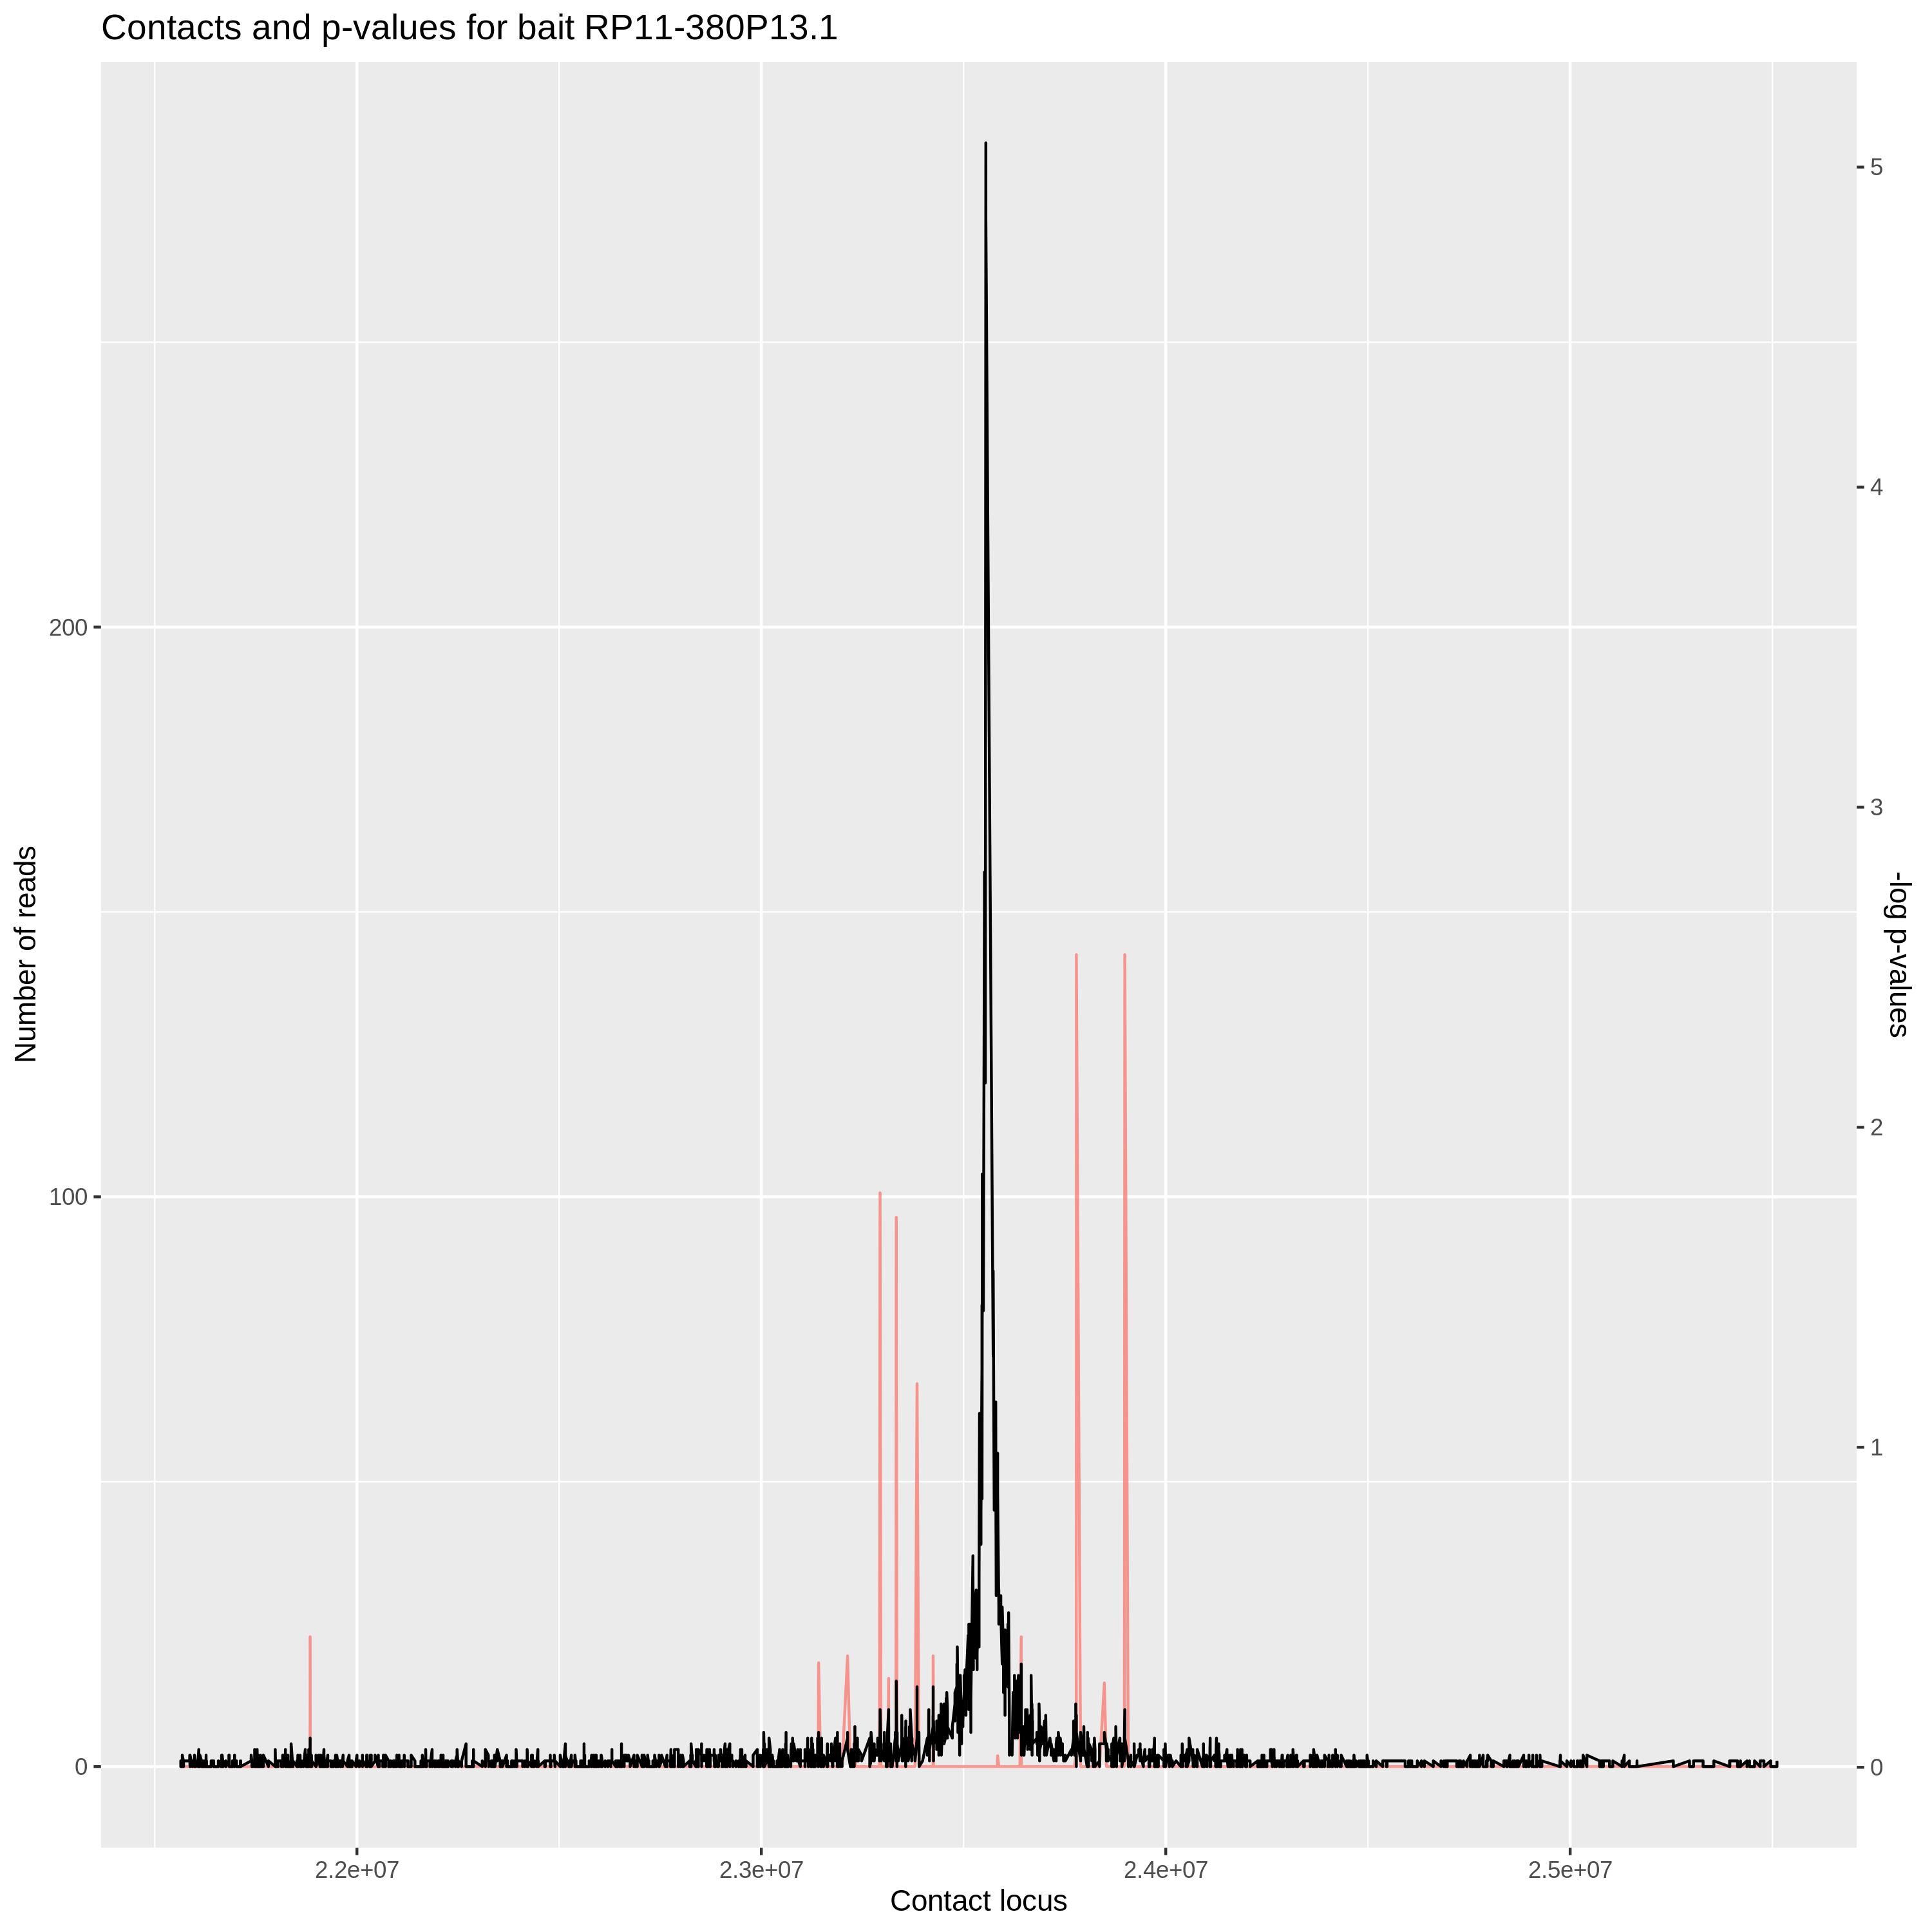 Contacts and p-values for bait RP11-380P13.1
200
100
0
Number of reads
5
4
3
2
1
0
-log p-values
2.2e+07 2.3e+07 2.4e+07 2.5e+07
Contact locus